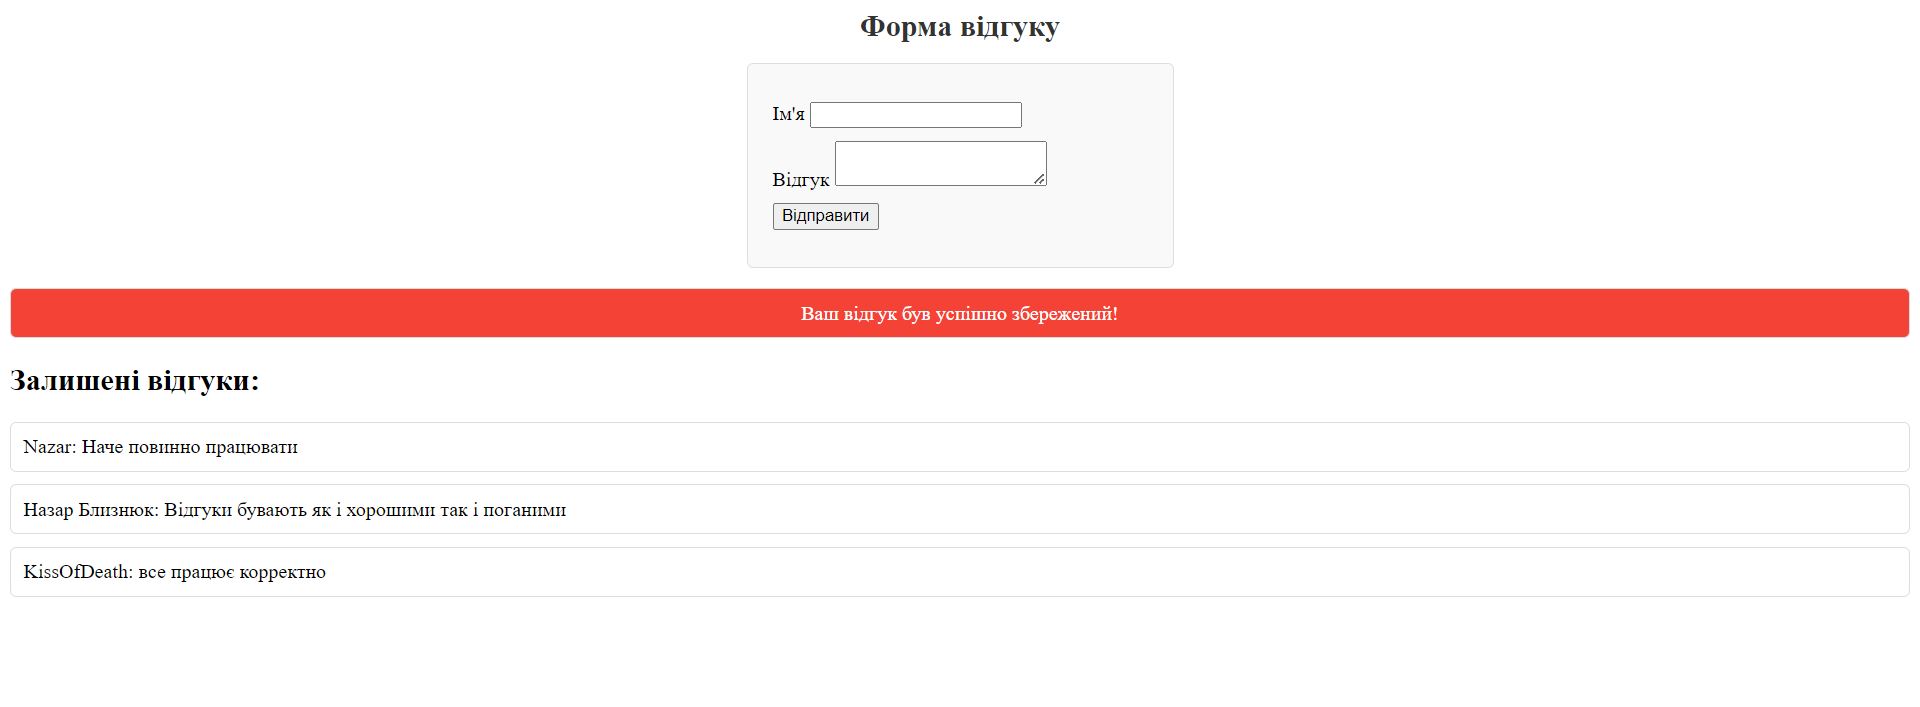 Форма відгуку
Ім'я
Відгук
Відправити
Ваш відгук був успішно збережений!
Залишені відгуки:
Nazar: Наче повинно працювати
Назар Близнюк: Відгуки бувають як і хорошими так і поганими
KissOfDeath: все працює корректно